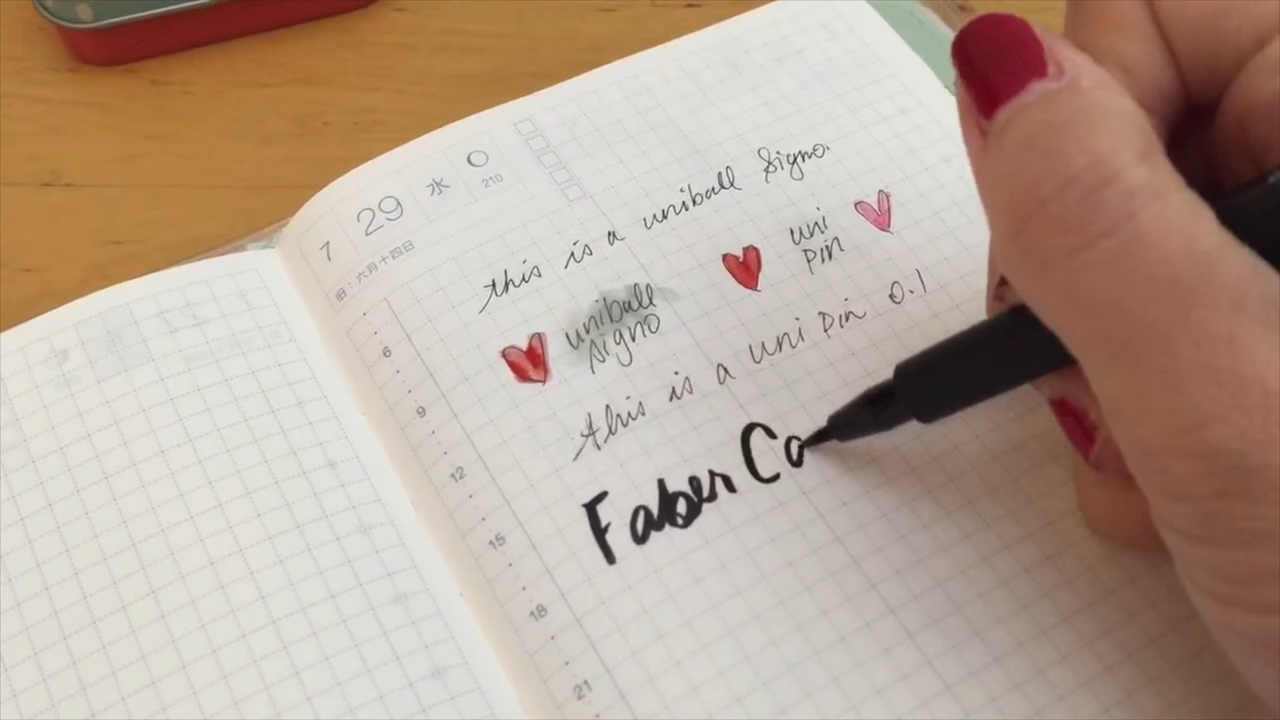 7 29 水
210
旧：六月十四日
this is a uniball Signo.
uniball
signo
uni
pin
this is a uni pin 0.1
Faber Ca
6
9
12
15
18
21